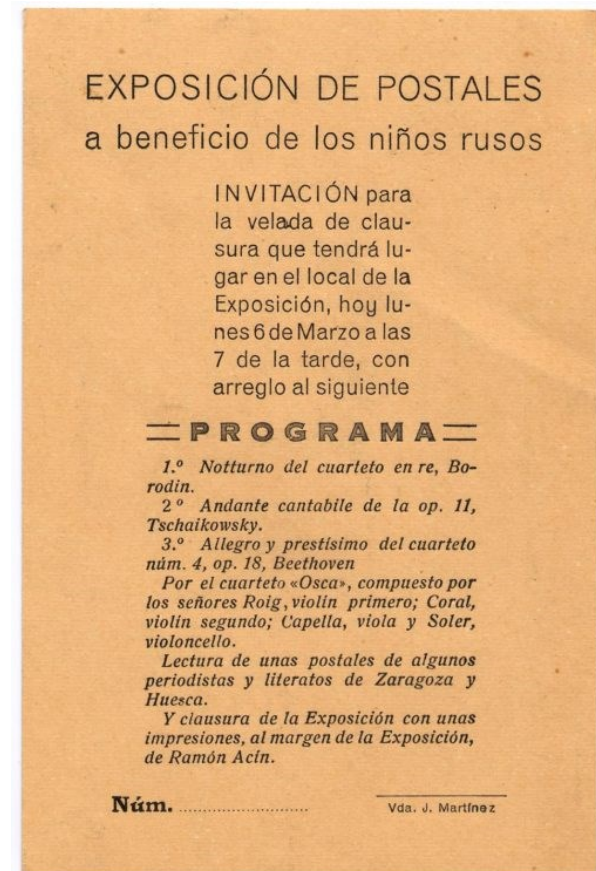 EXPOSICIÓN DE POSTALES
a beneficio de los niños rusos
INVITACIÓN para
la velada de clau-
sura que tendrá lu-
gar en el local de la
Exposición, hoy lu-
nes 6 de Marzo a las
7 de la tarde, con
arreglo al siguiente
PROGRAMA
1.º Notturno del cuarteto en re, Bo-
rodin.
2º Andante cantabile de la op. 11,
Tschaikowsky.
3.º Allegro y prestísimo del cuarteto
núm. 4, op. 18, Beethoven
Por el cuarteto «Osca», compuesto por
los señores Roig, violín primero; Coral,
violín segundo; Capella, viola y Soler,
violoncello.
Lectura de unas postales de algunos
periodistas y literatos de Zaragoza y
Huesca.
Y clausura de la Exposición con unas
impresiones, al margen de la Exposición,
de Ramón Acín.
Núm. ..........................
Vda. J. Martínez